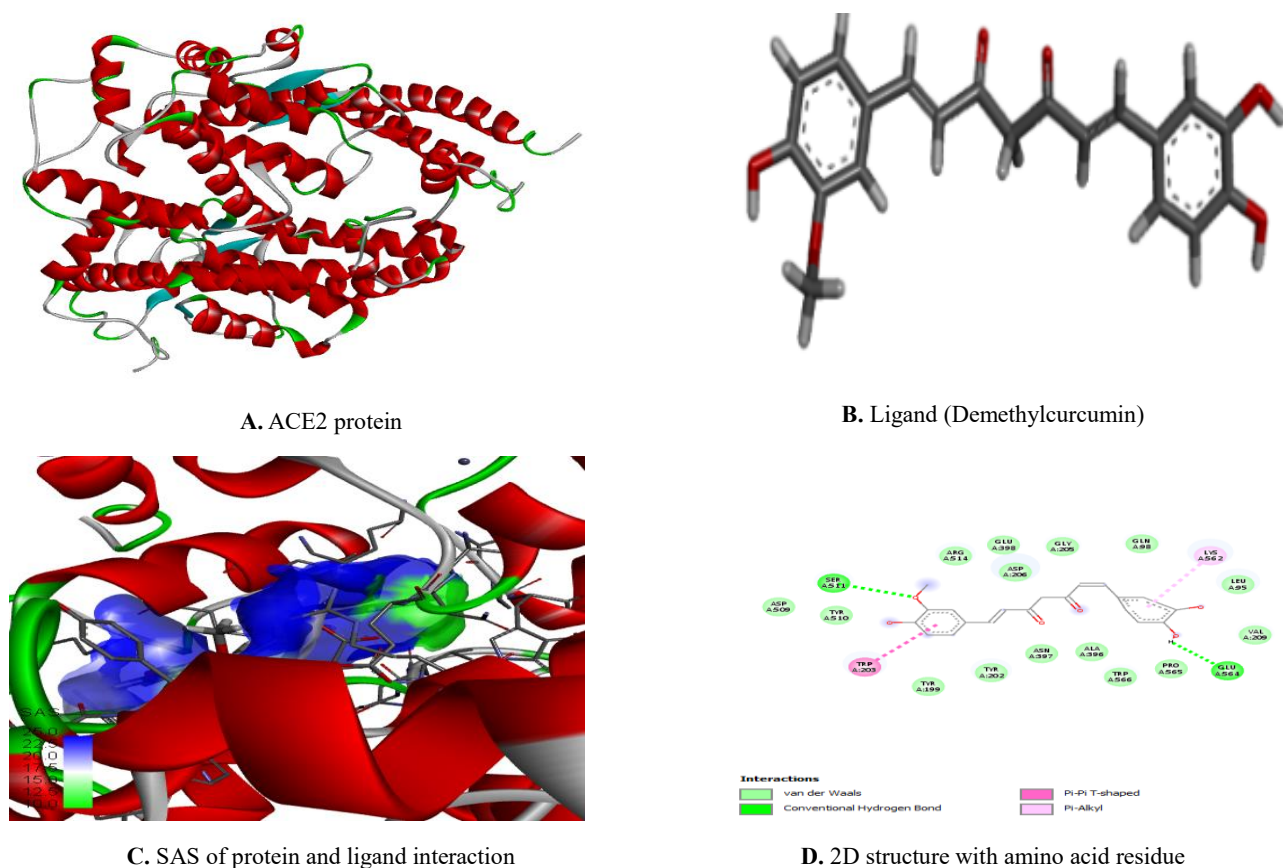 A. ACE2 protein
B. Ligand (Demethylcurcumin)
SAS
C. SAS of protein and ligand interaction
ARG
A:514
GLU
A:398
GLY
A:205
GLN
A:98
LYS
A:562
SER
A:511
ASP
A:206
LEU
A:95
ASP
A:509
TYR
A:510
VAL
A:209
TRP
A:203
TYR
A:199
TYR
A:202
ASN
A:397
ALA
A:396
TRP
A:566
PRO
A:565
GLU
A:564
H
Interactions
van der Waals
Conventional Hydrogen Bond
Pi-Pi T-shaped
Pi-Alkyl
D. 2D structure with amino acid residue